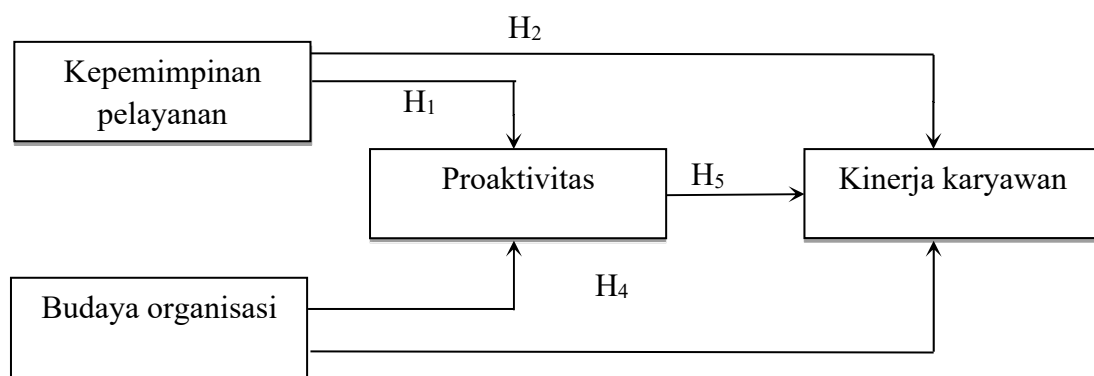 H₂
Kepemimpinan
pelayanan
H₁
Proaktivitas
H₅
Kinerja karyawan
H₄
Budaya organisasi